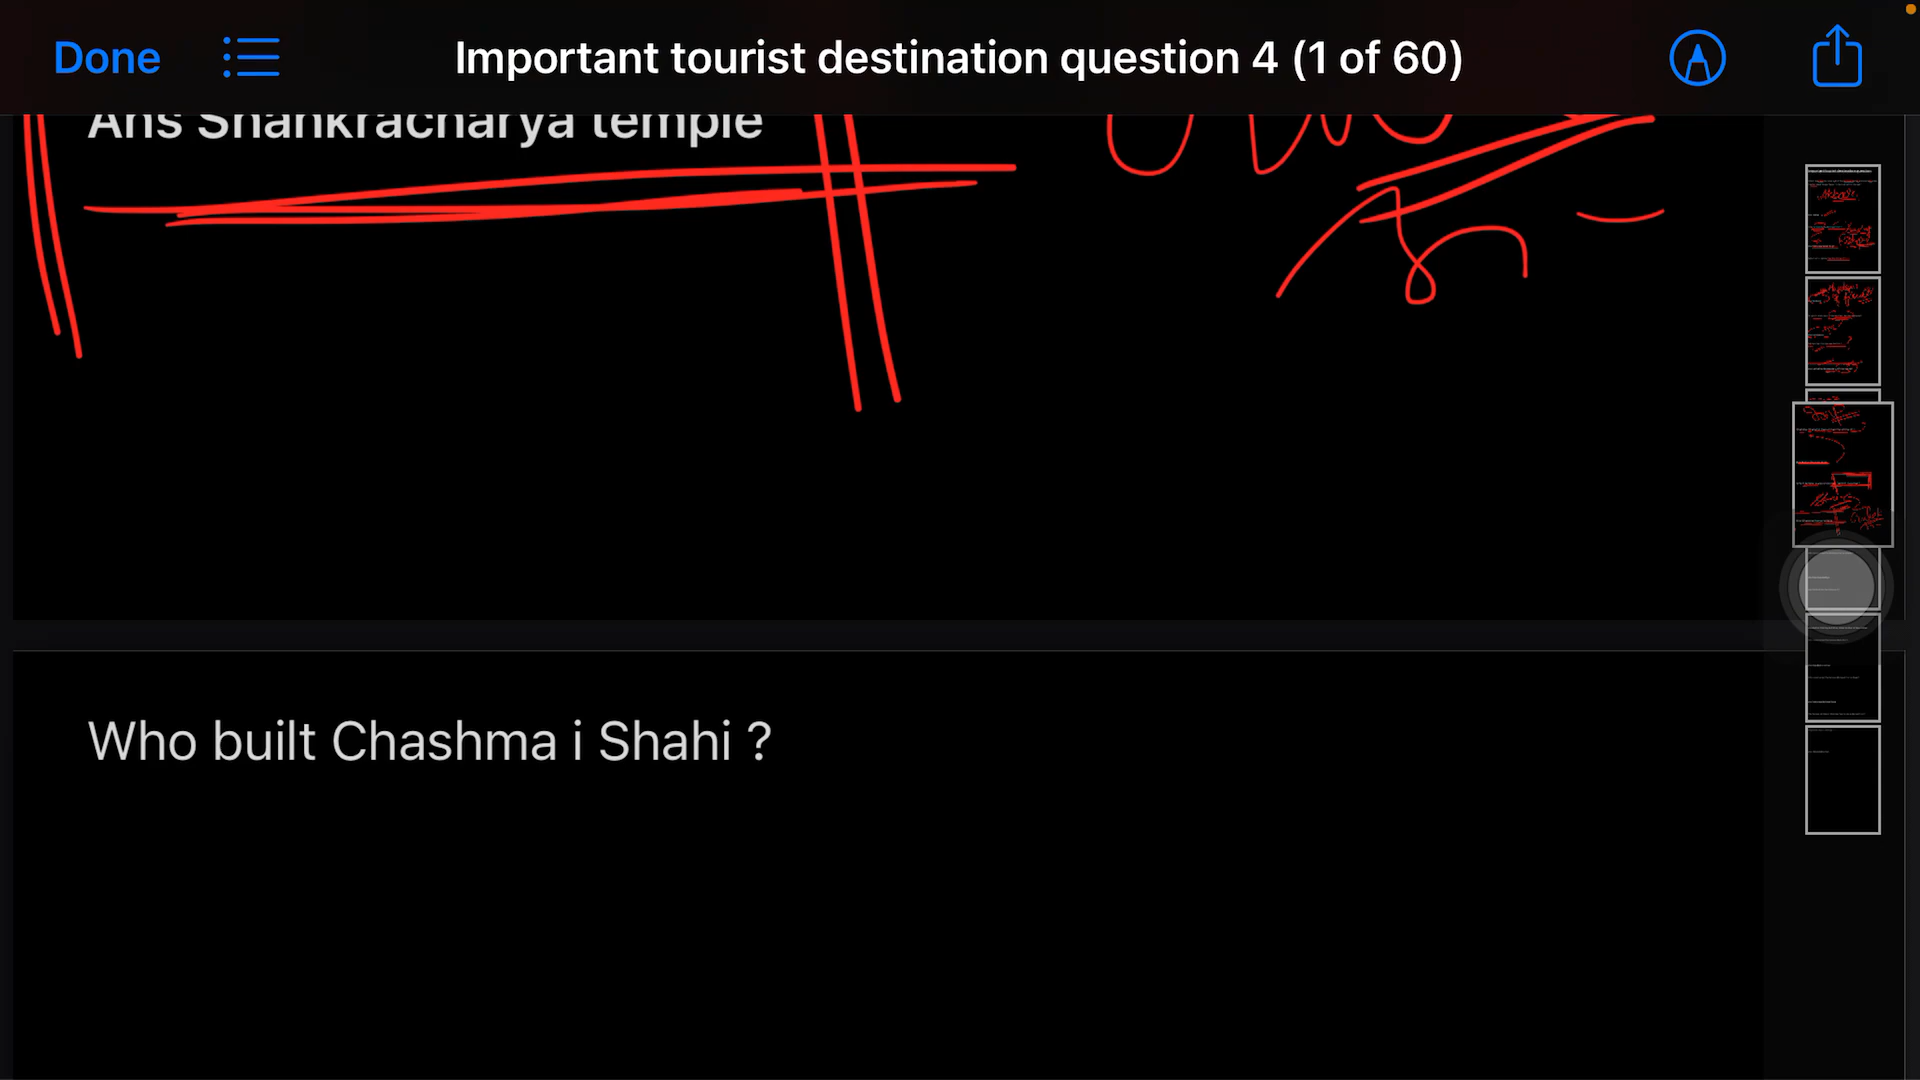 Done
Important tourist destination question 4 (1 of 60)
Ans Shankracharya temple
Who built Chashma i Shahi ?